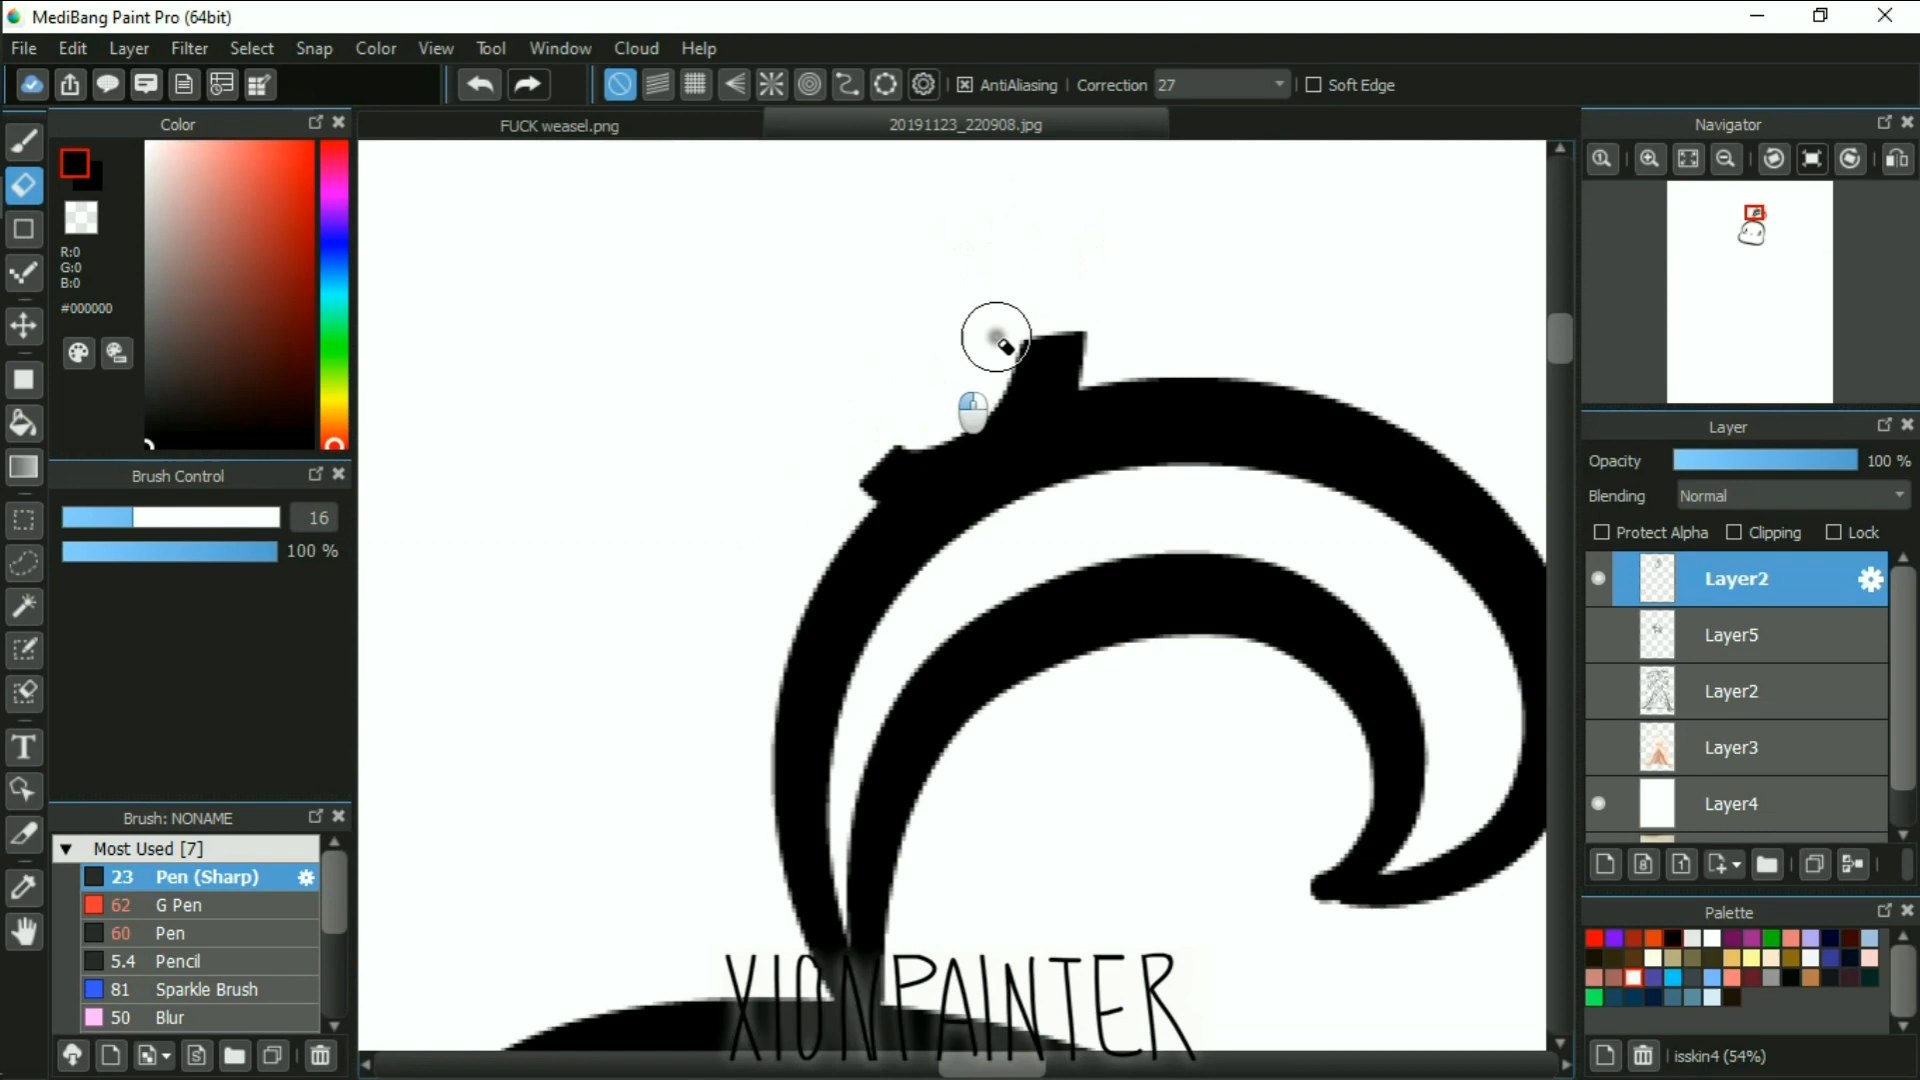 MediBang Paint Pro (64bit)
File Edit Layer Filter Select Snap Color View Tool Window Cloud Help
AntiAliasing Correction 27 Soft Edge
Color
FUCK weasel.png
20191123_220908.jpg
Navigator
R:0
G:0
B:0
#000000
Brush Control
16
100 %
Layer
Opacity 100 %
Blending Normal
Protect Alpha Clipping Lock
Layer2
Layer5
Layer2
Layer3
Layer4
Brush: NONAME
Most Used [7]
23 Pen (Sharp)
62 G Pen
60 Pen
5.4 Pencil
81 Sparkle Brush
50 Blur
Palette
isskin4 (54%)
XIONPAINTER